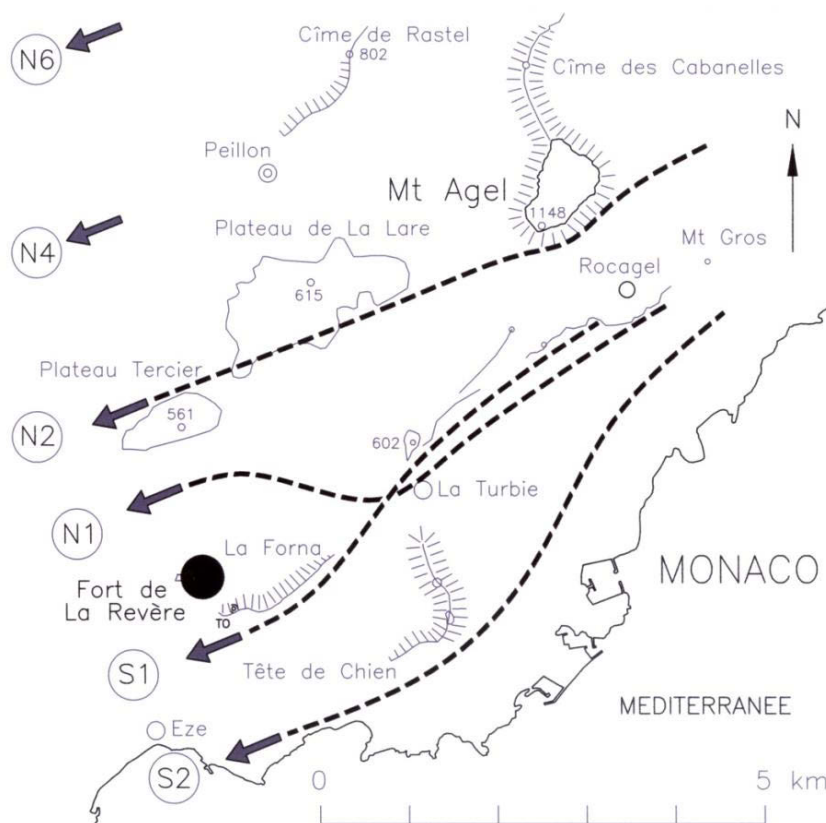 N6
Cîme de Rastel
802
Cîme des Cabanelles
N
Peillon
Mt Agel
1148
N4
Plateau de La Lare
Mt Gros
Rocagel
615
Plateau Tercier
561
N2
602
La Turbie
N1
La Forna
MONACO
Fort de
La Revère
TO
S1
Tête de Chien
MEDITERRANEE
Eze
S2
0
5 km